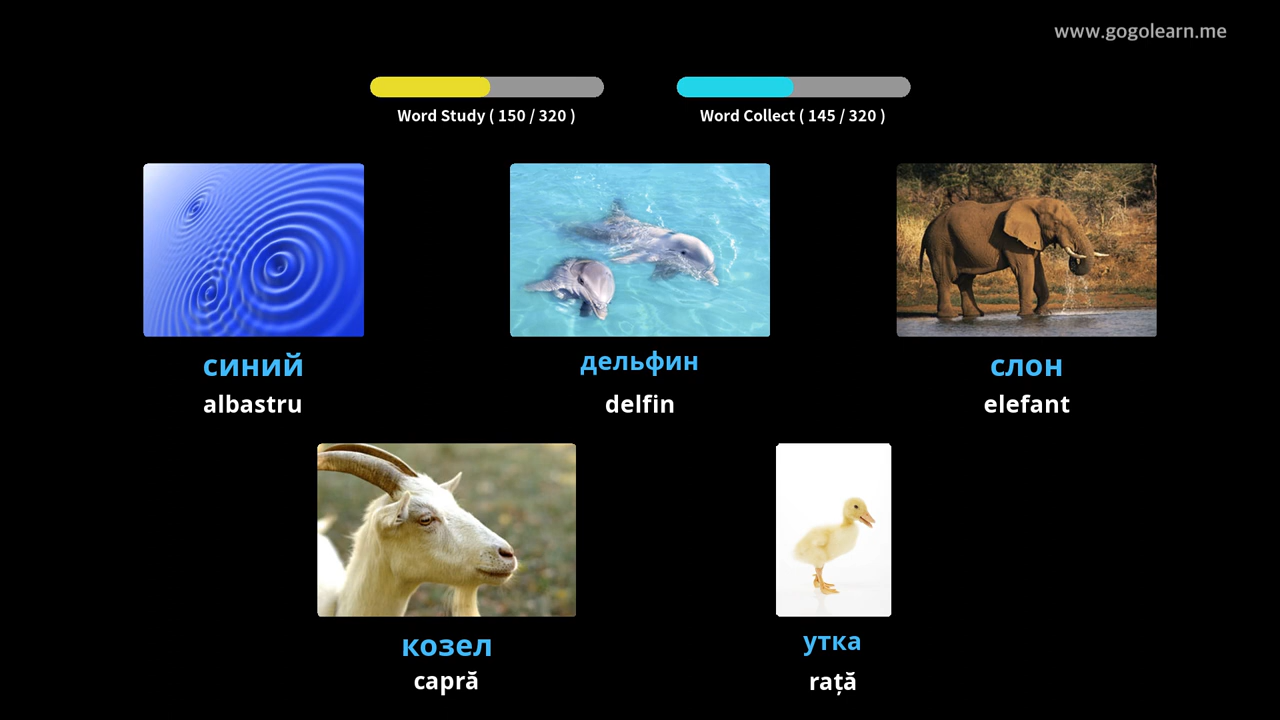 www.gogolearn.me
Word Study ( 150 / 320 )
Word Collect ( 145 / 320 )
синий
albastru
дельфин
delfin
слон
elefant
козел
capră
утка
rață